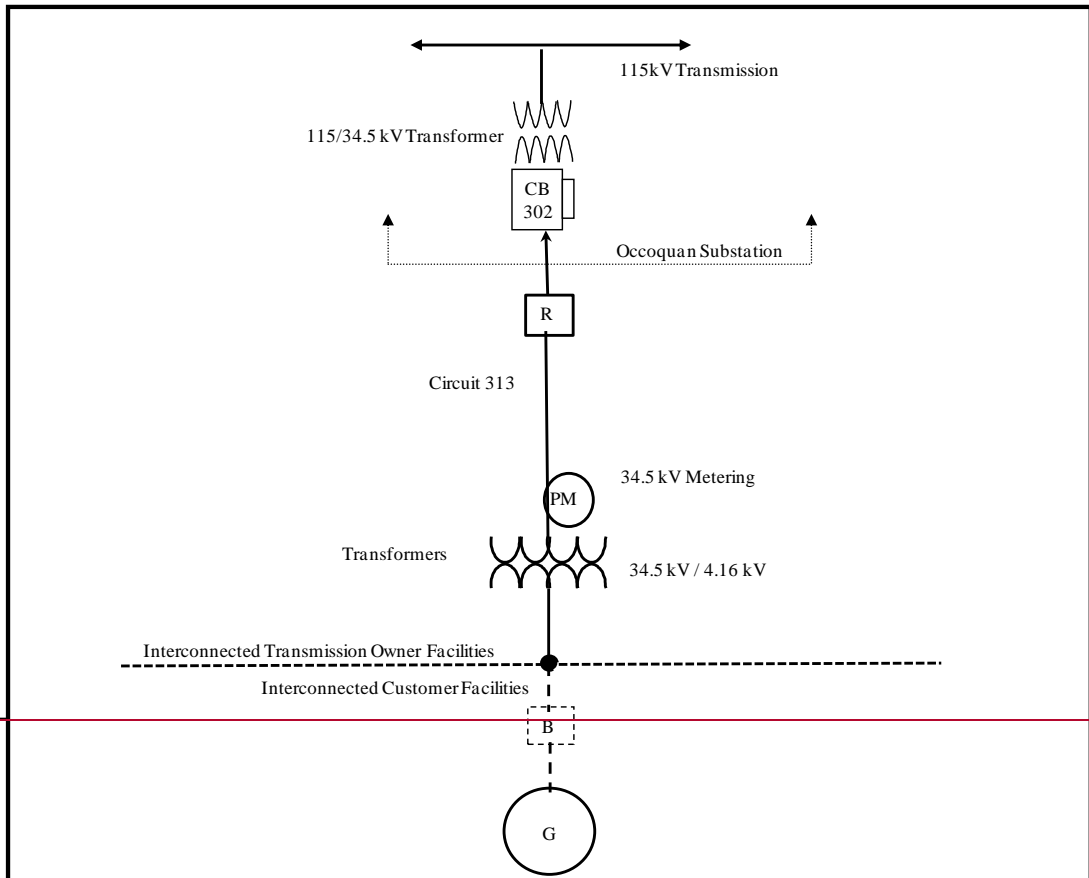 115kV Transmission
115/34.5 kV Transformer
CB
302
Occoquan Substation
R
Circuit 313
34.5 kV Metering
PM
Transformers
34.5 kV / 4.16 kV
Interconnected Transmission Owner Facilities
Interconnected Customer Facilities
B
G